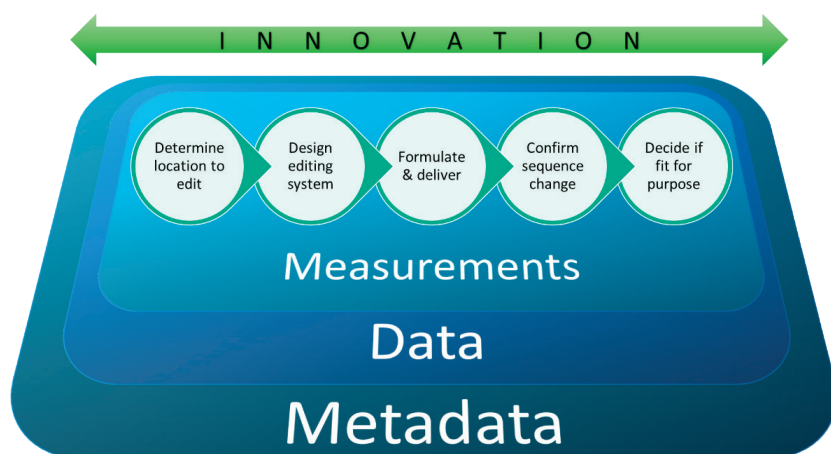 I N N O V A T I O N
Determine
location to
edit
Design
editing
system
Formulate
& deliver
Confirm
sequence
change
Decide if
fit for
purpose
Measurements
Data
Metadata